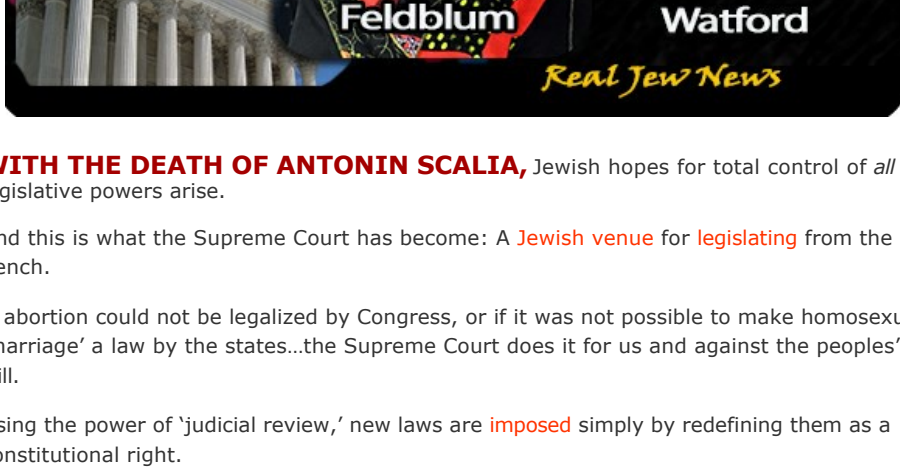 Feldblum
Watford
Real Jew News
WITH THE DEATH OF ANTONIN SCALIA, Jewish hopes for total control of all
gislative powers arise.
nd this is what the Supreme Court has become: A Jewish venue for legislating from the
ench.
abortion could not be legalized by Congress, or if it was not possible to make homosexu
marriage’ a law by the states…the Supreme Court does it for us and against the peoples’
ill.
sing the power of ‘judicial review,’ new laws are imposed simply by redefining them as a
onstitutional right.